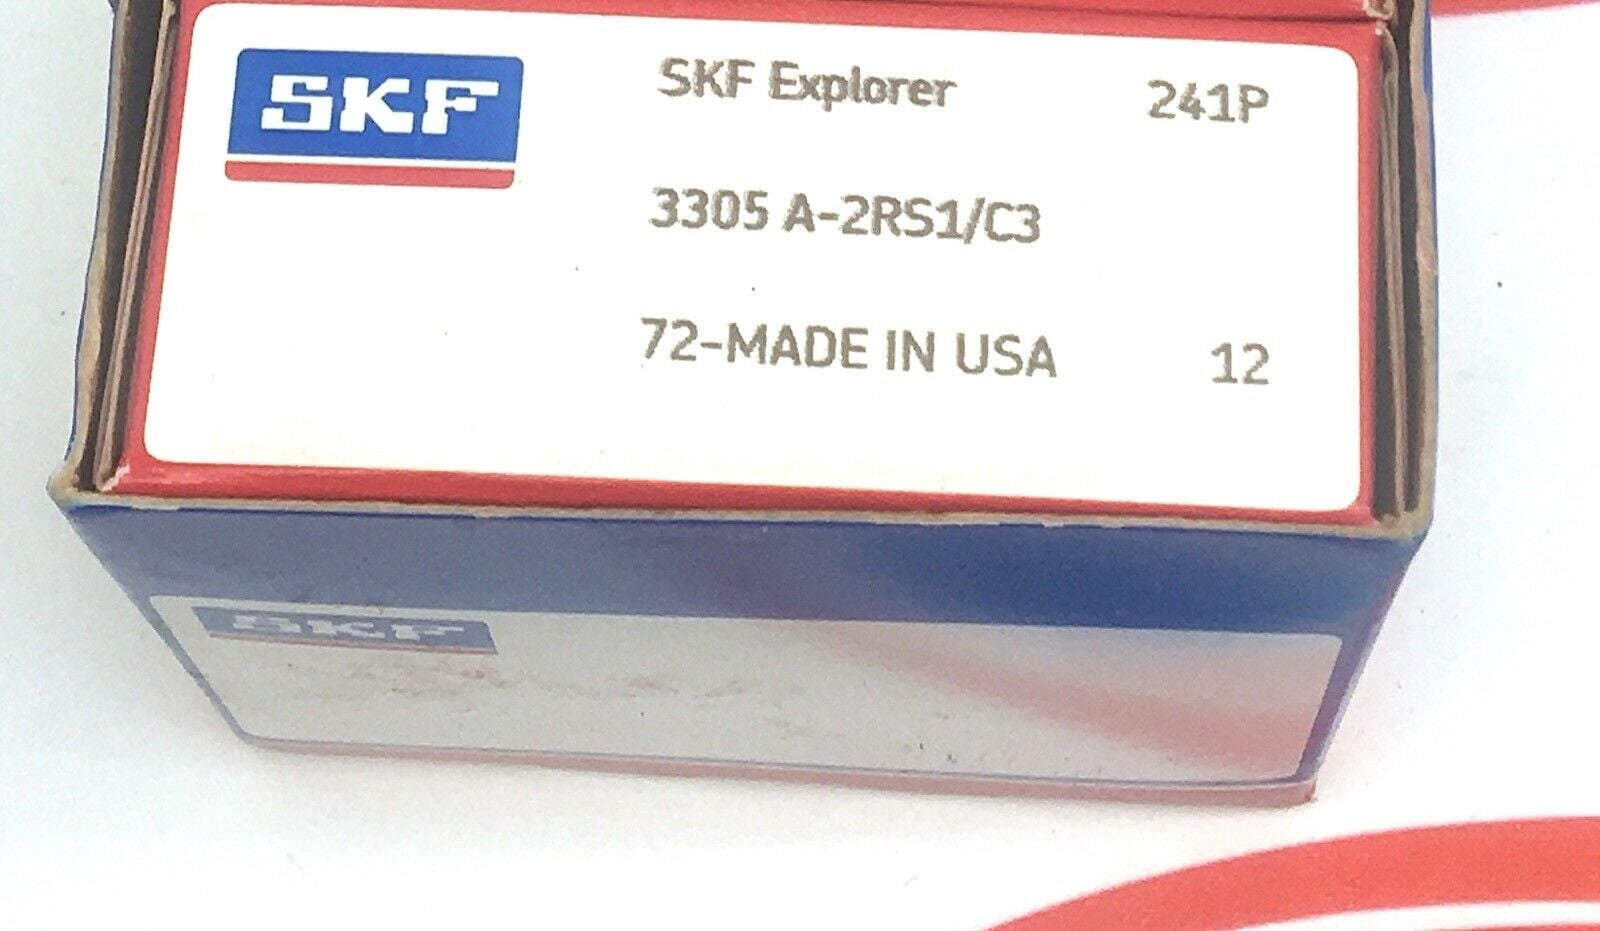 SKF
SKF Explorer 241P
3305 A-2RS1/C3
72-MADE IN USA 12
SKF